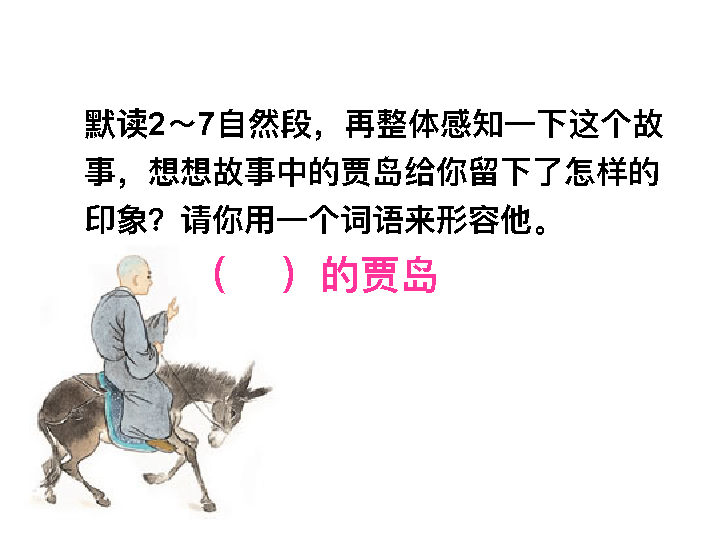 默读2～7自然段，再整体感知一下这个故
事，想想故事中的贾岛给你留下了怎样的
印象？请你用一个词语来形容他。
（　）的贾岛